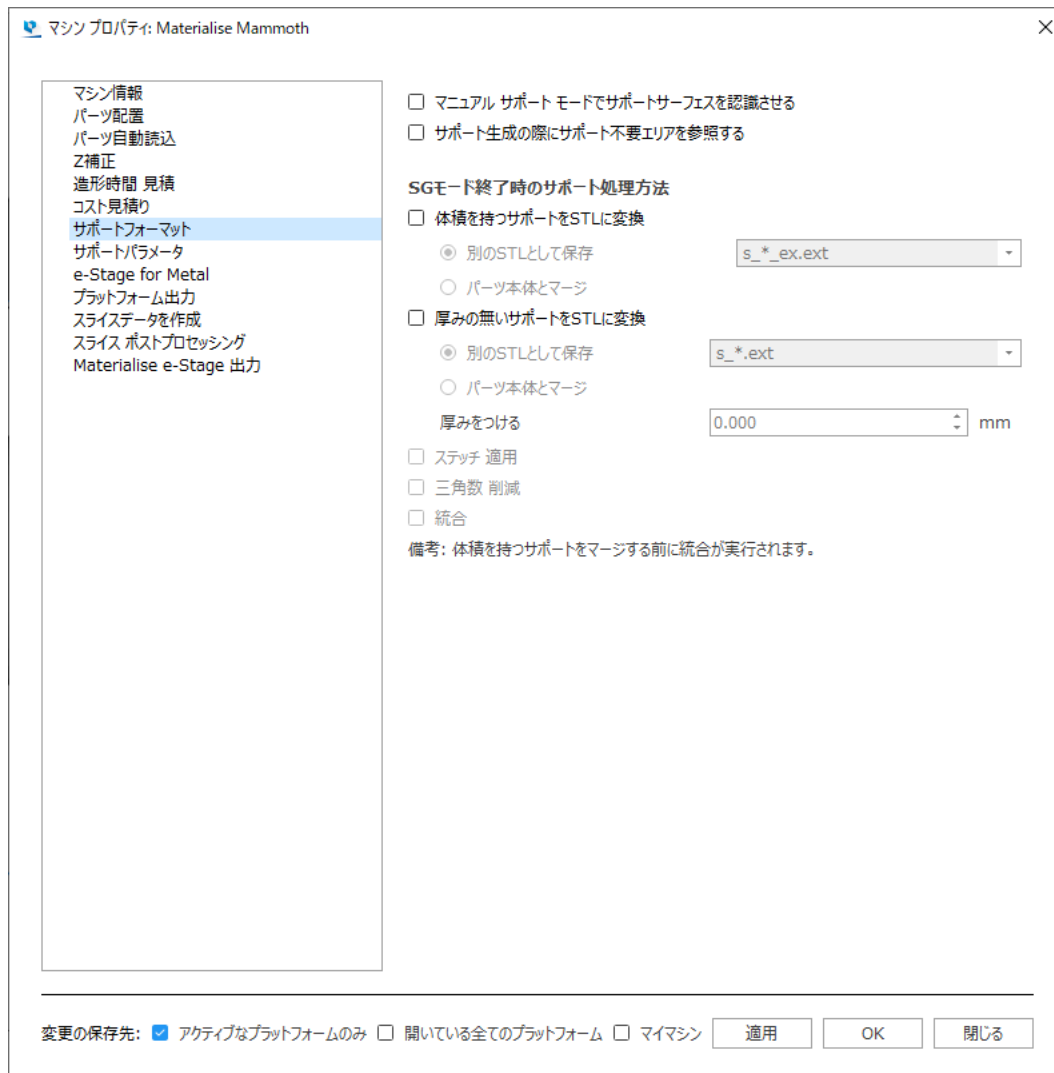 マシン プロパティ: Materialise Mammoth
マシン情報
パーツ配置
パーツ自動読込
Z補正
造形時間 見積
コスト見積り
サポートフォーマット
サポートパラメータ
e-Stage for Metal
プラットフォーム出力
スライスデータを作成
スライス ポストプロセッシング
Materialise e-Stage 出力
マニュアル サポート モードでサポートサーフェスを認識させる
サポート生成の際にサポート不要エリアを参照する
SGモード終了時のサポート処理方法
体積を持つサポートをSTLに変換
別のSTLとして保存 s_*_ex.ext
パーツ本体とマージ
厚みの無いサポートをSTLに変換
別のSTLとして保存 s_*.ext
パーツ本体とマージ
厚みをつける 0.000 mm
ステッチ 適用
三角数 削減
統合
備考: 体積を持つサポートをマージする前に統合が実行されます。
変更の保存先: アクティブなプラットフォームのみ 開いている全てのプラットフォーム マイマシン 適用 OK 閉じる